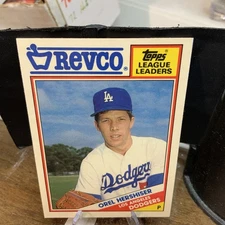 REVCO.
topps
LEAGUE
LEADERS
LA
Dodgers
OREL HERSHISER
LOS ANGELES
DODGERS
P